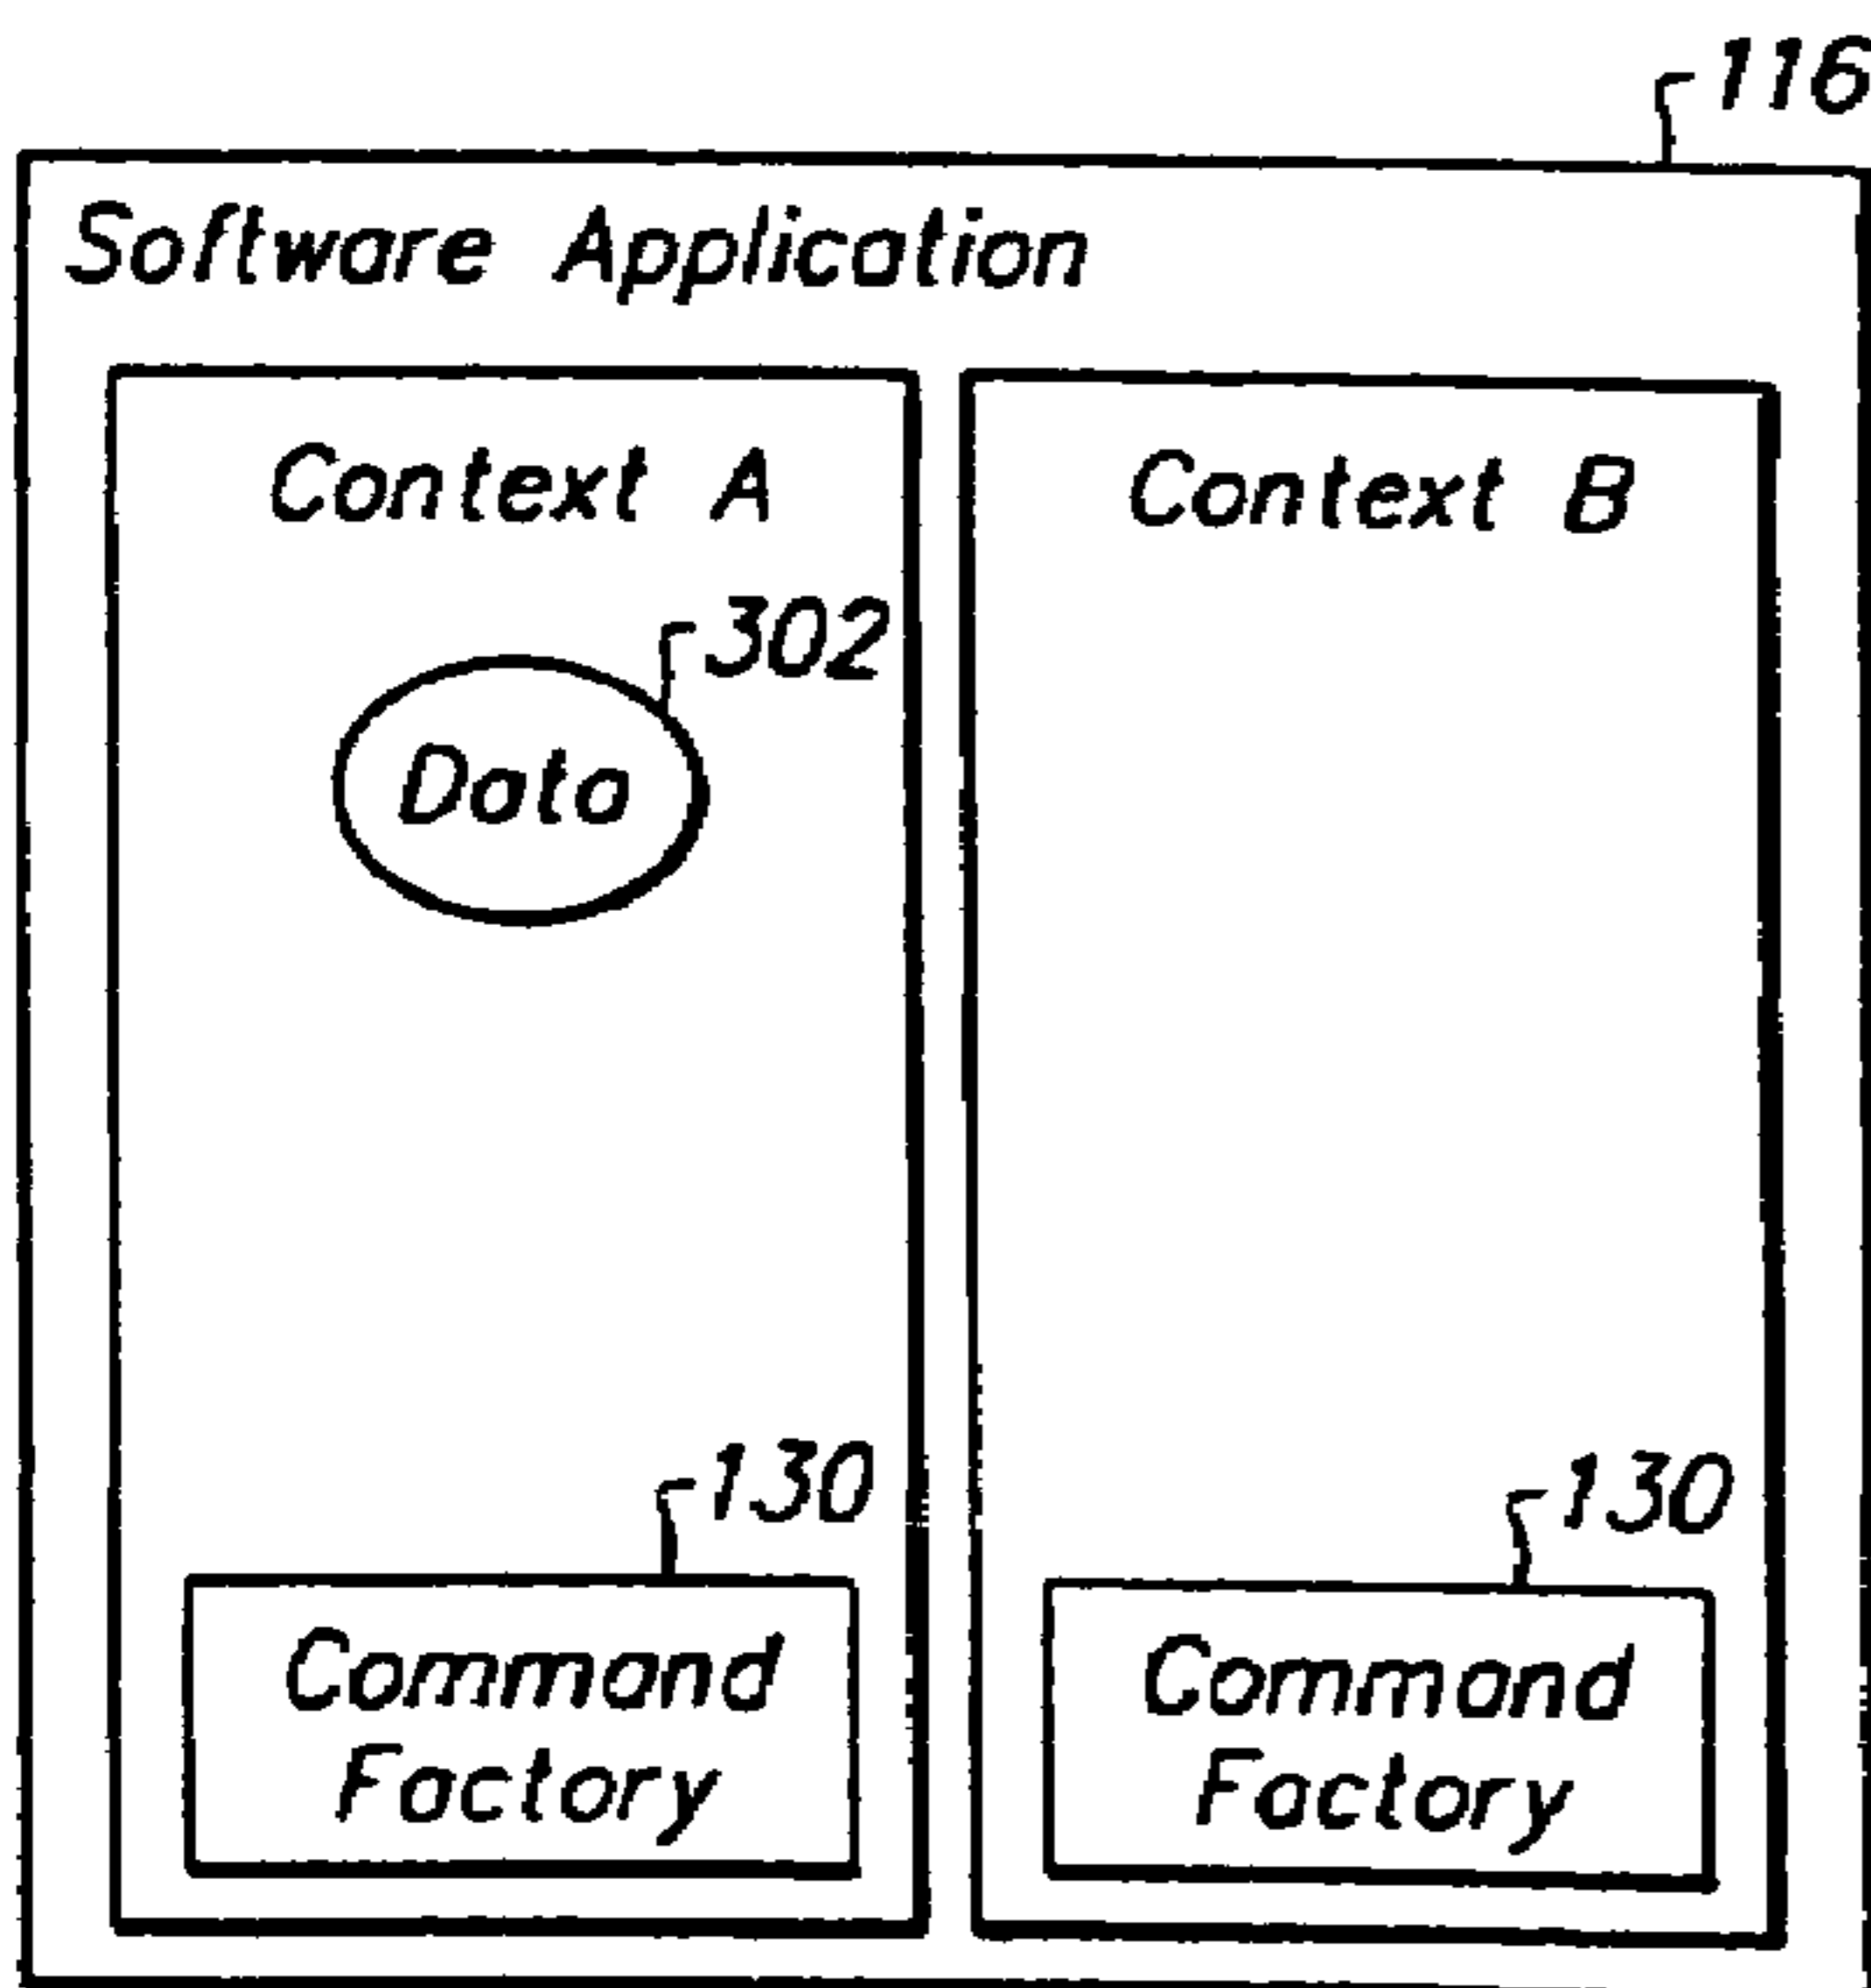 116
Software Application
Context A
Context B
302
Data
130
130
Command
Factory
Command
Factory